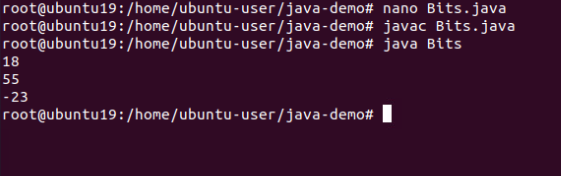 root@ubuntu19:/home/ubuntu-user/java-demo# nano Bits.java
root@ubuntu19:/home/ubuntu-user/java-demo# javac Bits.java
root@ubuntu19:/home/ubuntu-user/java-demo# java Bits
18
55
-23
root@ubuntu19:/home/ubuntu-user/java-demo#